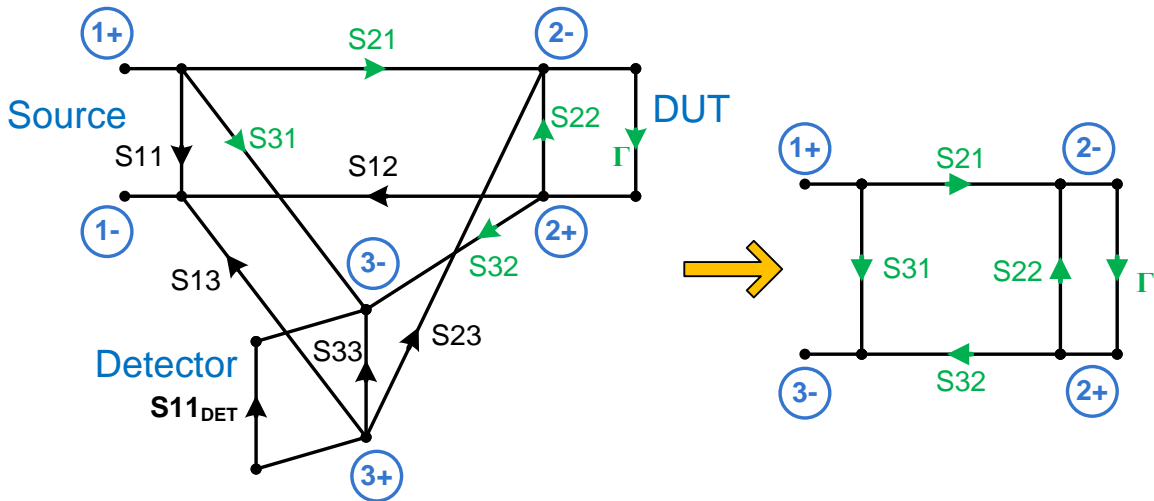 1+
S21
2-
Source
DUT
S31
S22
S11
S12
Γ
1-
2+
3-
S32
S13
S33
S23
Detector
S11DET
3+
1+
S21
2-
S31
S22
Γ
3-
S32
2+